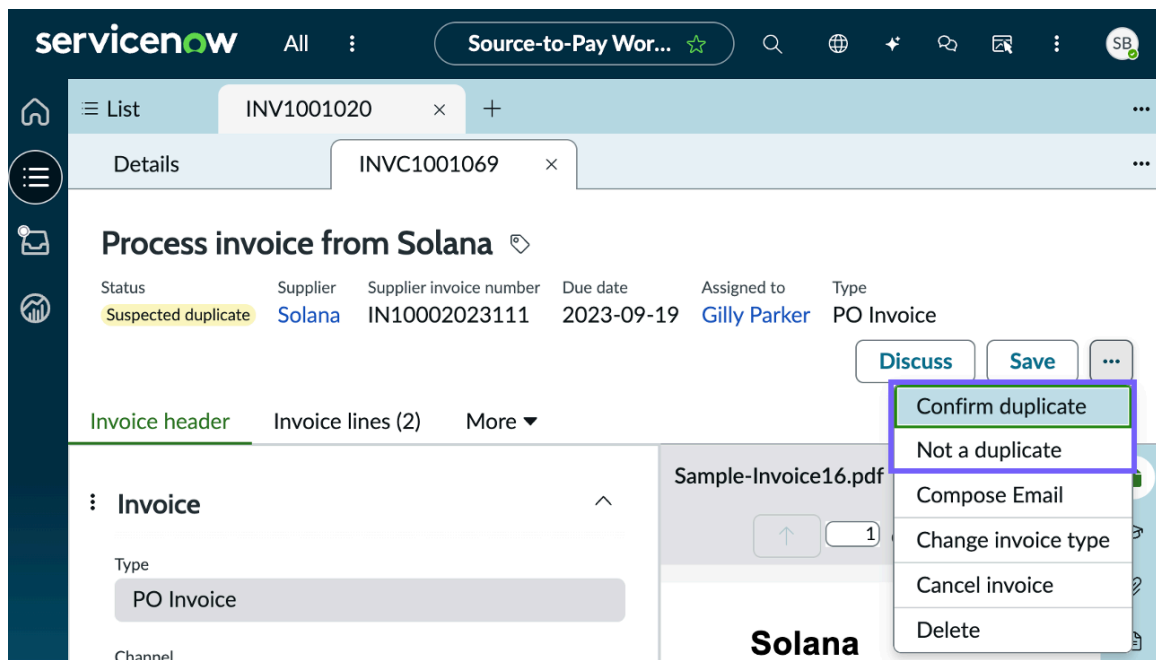 servicenow All Source-to-Pay Wor... SB
List INV1001020
Details INVC1001069
Process invoice from Solana
Status Supplier Supplier invoice number Due date Assigned to Type
Suspected duplicate Solana IN10002023111 2023-09-19 Gilly Parker PO Invoice
Discuss Save
Confirm duplicate
Not a duplicate
Compose Email
Change invoice type
Cancel invoice
Delete
Invoice header Invoice lines (2) More
Invoice
Type
PO Invoice
Channel
Sample-Invoice16.pdf
1
Solana